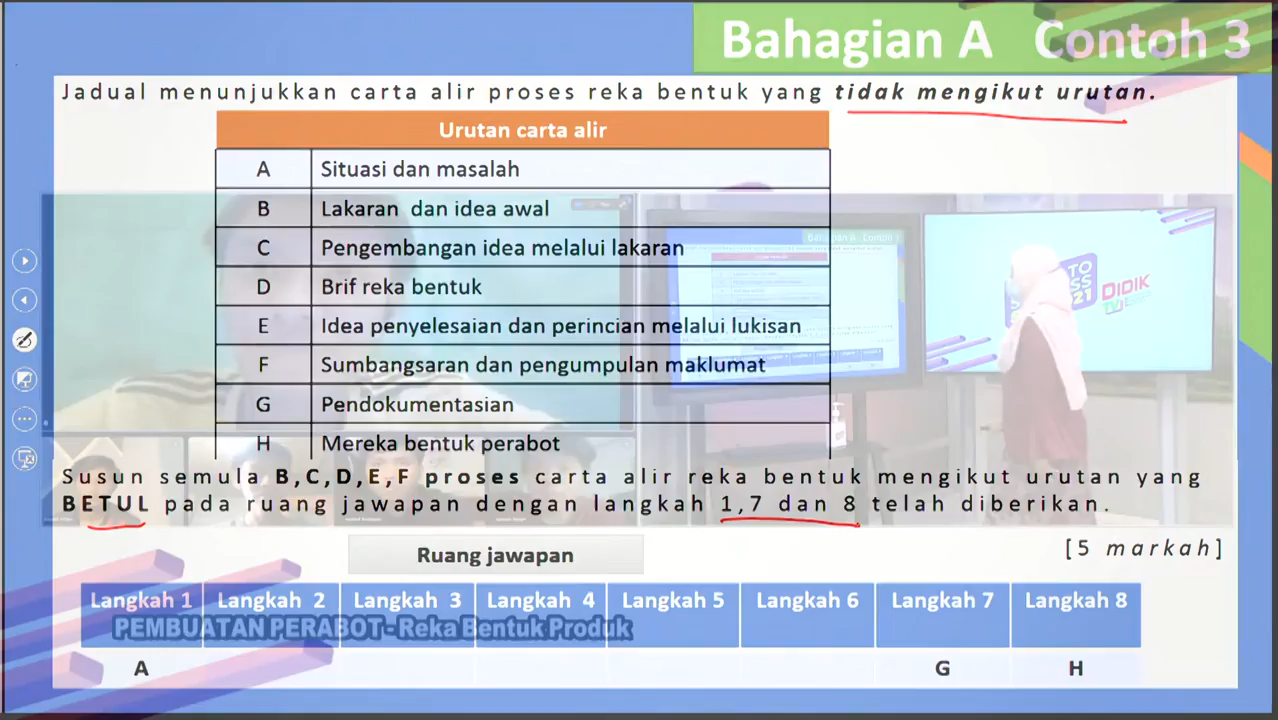 Bahagian A Contoh 3
Jadual menunjukkan carta alir proses reka bentuk yang tidak mengikut urutan.
Urutan carta alir
A Situasi dan masalah
B Lakaran dan idea awal
C Pengembangan idea melalui lakaran
D Brif reka bentuk
E Idea penyelesaian dan perincian melalui lukisan
F Sumbangsaran dan pengumpulan maklumat
G Pendokumentasian
H Mereka bentuk perabot
DIDIK
Susun semula B,C,D,E,F proses carta alir reka bentuk mengikut urutan yang
BETUL pada ruang jawapan dengan langkah 1,7 dan 8 telah diberikan.
[5 markah]
Ruang jawapan
Langkah 1 Langkah 2 Langkah 3 Langkah 4 Langkah 5 Langkah 6 Langkah 7 Langkah 8
PEMBUATAN PERABOT - Reka Bentuk Produk
A G H